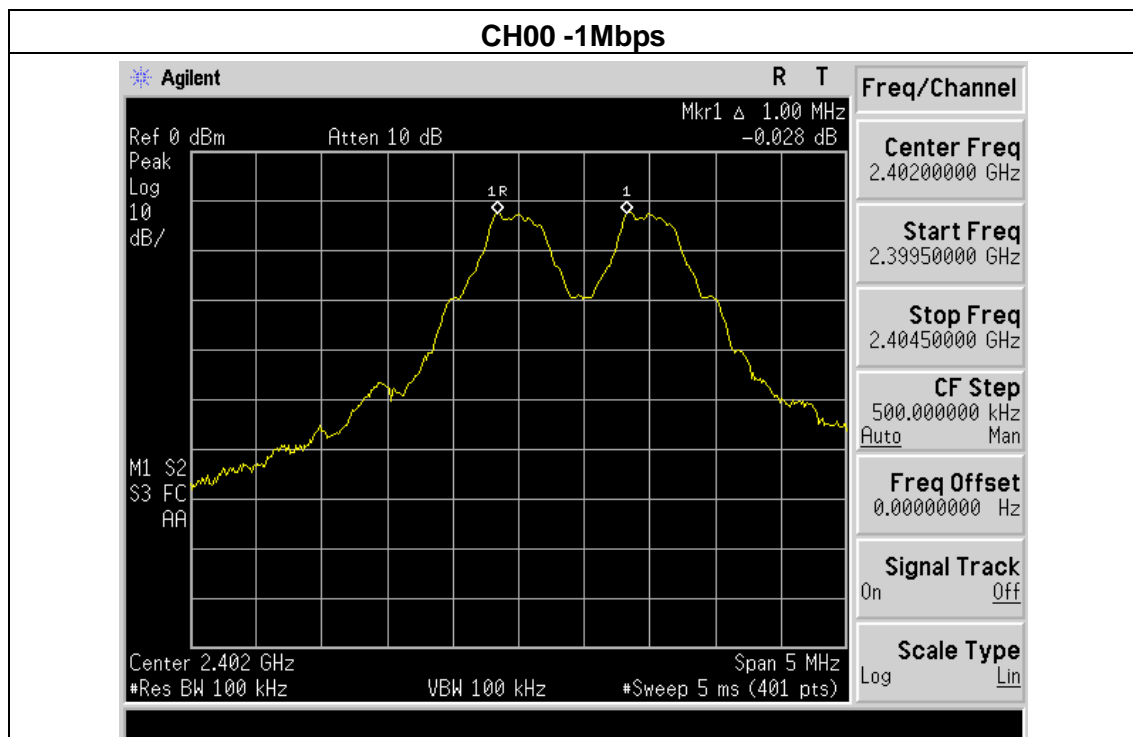 CH00 -1Mbps
Agilent
R T
Mkr1 Δ 1.00 MHz
Ref 0 dBm Atten 10 dB -0.028 dB
Peak
Log
10
dB/
1R
1
M1 S2
S3 FC
AA
Center 2.402 GHz Span 5 MHz
#Res BW 100 kHz VBW 100 kHz #Sweep 5 ms (401 pts)
Freq/Channel
Center Freq
2.40200000 GHz
Start Freq
2.39950000 GHz
Stop Freq
2.40450000 GHz
CF Step
500.000000 kHz
Auto Man
Freq Offset
0.00000000 Hz
Signal Track
On Off
Scale Type
Log Lin